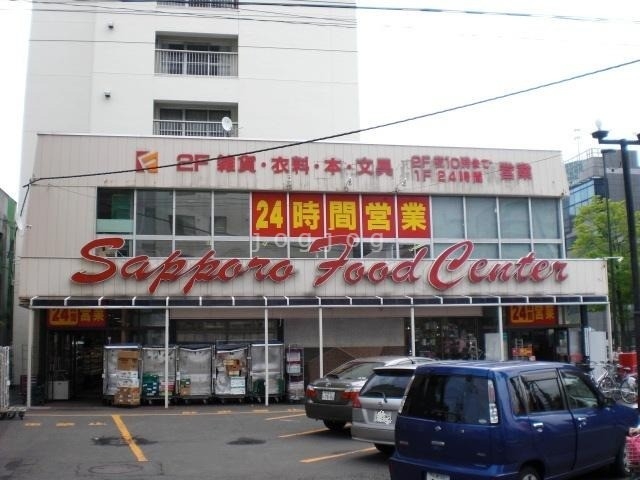 2F 雑貨・衣料・本・文具 2F 夜10時まで 営業
1F 24時間
24時間営業
jogjog
Sapporo Food Center
24時間営業
24時間営業